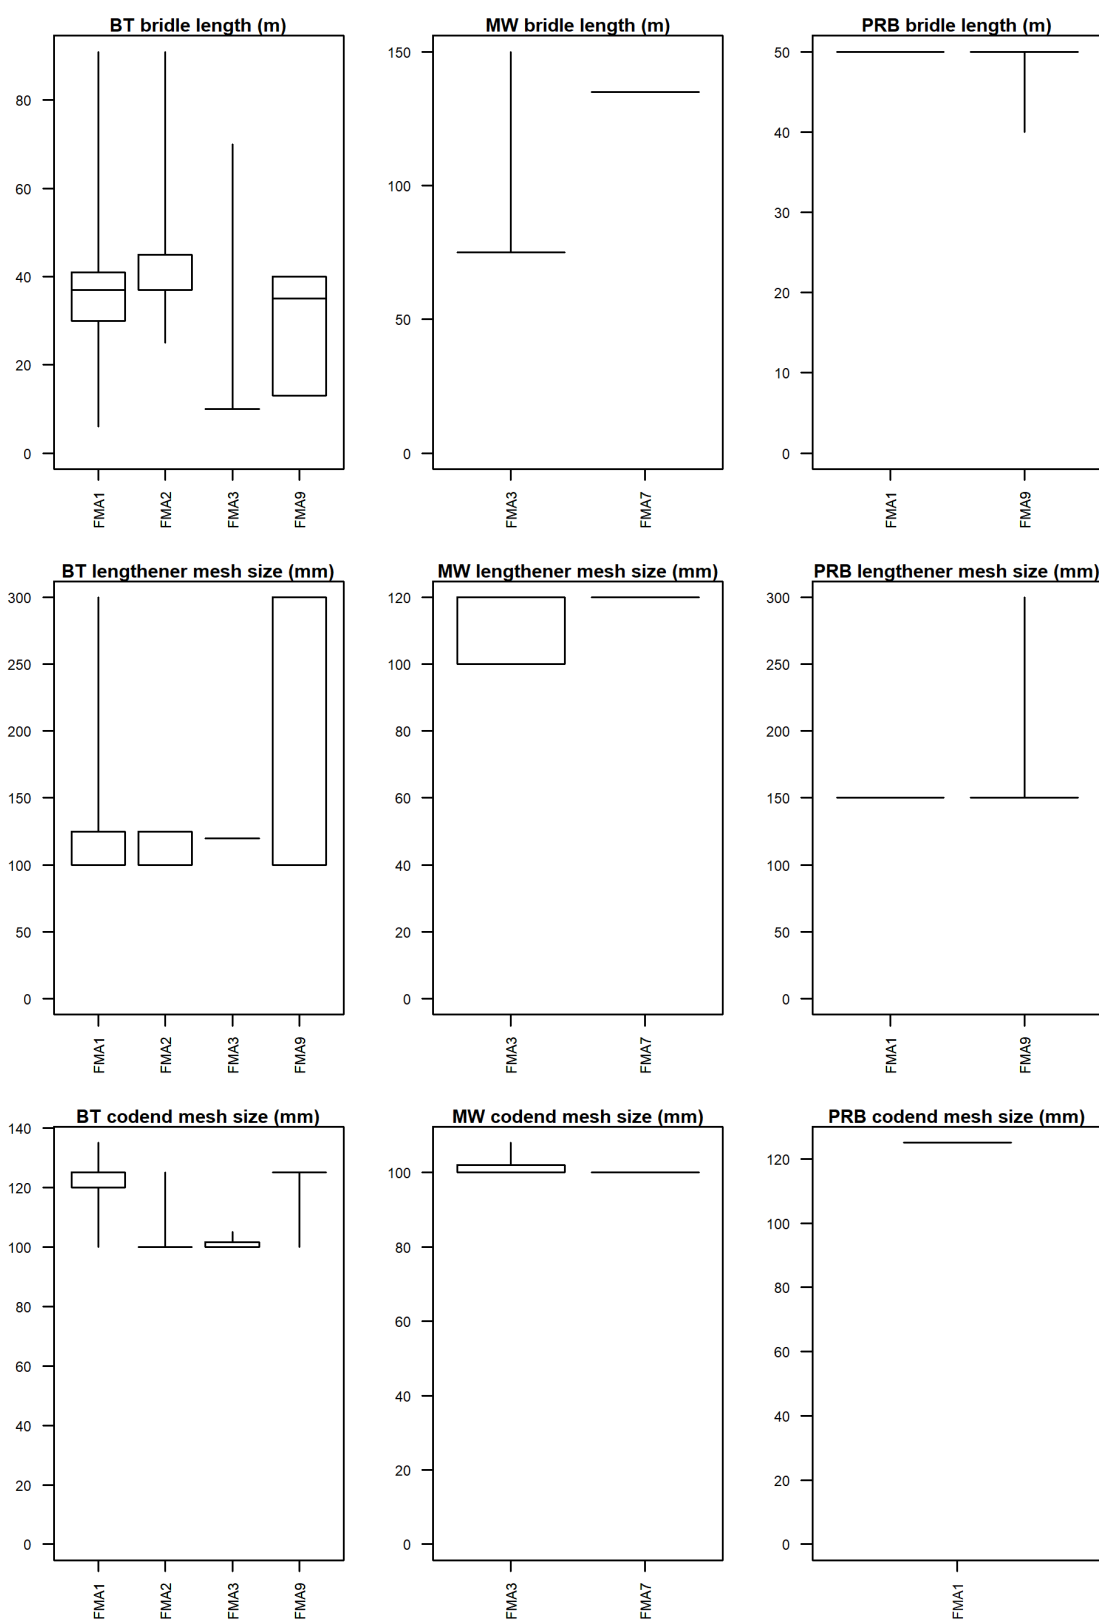 BT bridle length (m)
80
60
40
20
0
FMA1
FMA2
FMA3
FMA9
MW bridle length (m)
150
100
50
0
FMA3
FMA7
PRB bridle length (m)
50
40
30
20
10
0
FMA1
FMA9
BT lengthener mesh size (mm)
300
250
200
150
100
50
0
FMA1
FMA2
FMA3
FMA9
MW lengthener mesh size (mm)
120
100
80
60
40
20
0
FMA3
FMA7
PRB lengthener mesh size (mm)
300
250
200
150
100
50
0
FMA1
FMA9
BT codend mesh size (mm)
140
120
100
80
60
40
20
0
FMA1
FMA2
FMA3
FMA9
MW codend mesh size (mm)
100
80
60
40
20
0
FMA3
FMA7
PRB codend mesh size (mm)
120
100
80
60
40
20
0
FMA1